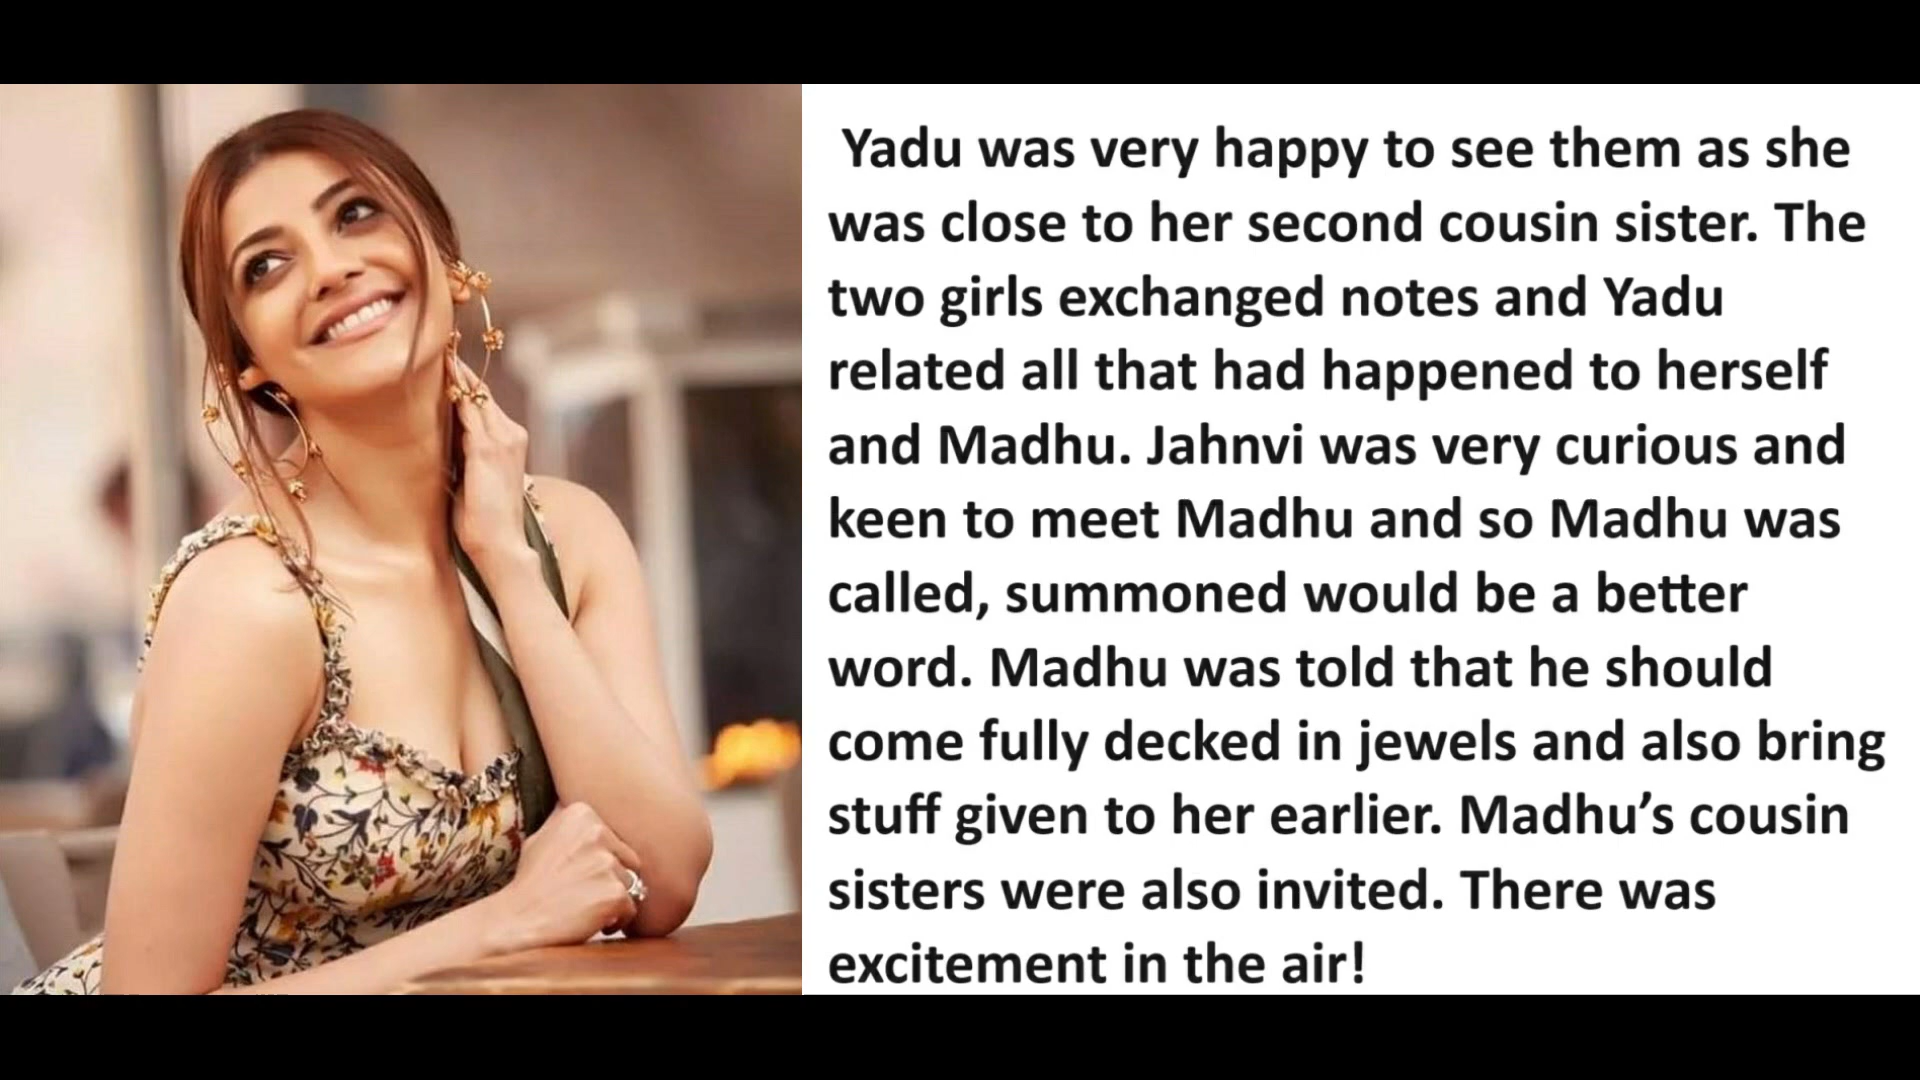 Yadu was very happy to see them as she
was close to her second cousin sister. The
two girls exchanged notes and Yadu
related all that had happened to herself
and Madhu. Jahnvi was very curious and
keen to meet Madhu and so Madhu was
called, summoned would be a better
word. Madhu was told that he should
come fully decked in jewels and also bring
stuff given to her earlier. Madhu’s cousin
sisters were also invited. There was
excitement in the air!